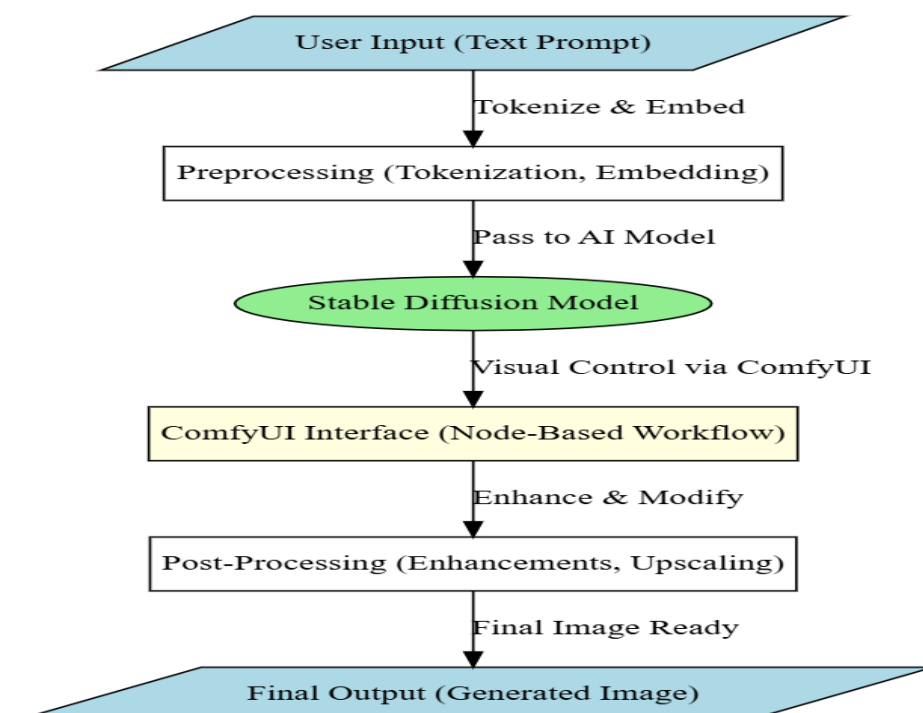 User Input (Text Prompt)
Tokenize & Embed
Preprocessing (Tokenization, Embedding)
Pass to AI Model
Stable Diffusion Model
Visual Control via ComfyUI
ComfyUI Interface (Node-Based Workflow)
Enhance & Modify
Post-Processing (Enhancements, Upscaling)
Final Image Ready
Final Output (Generated Image)